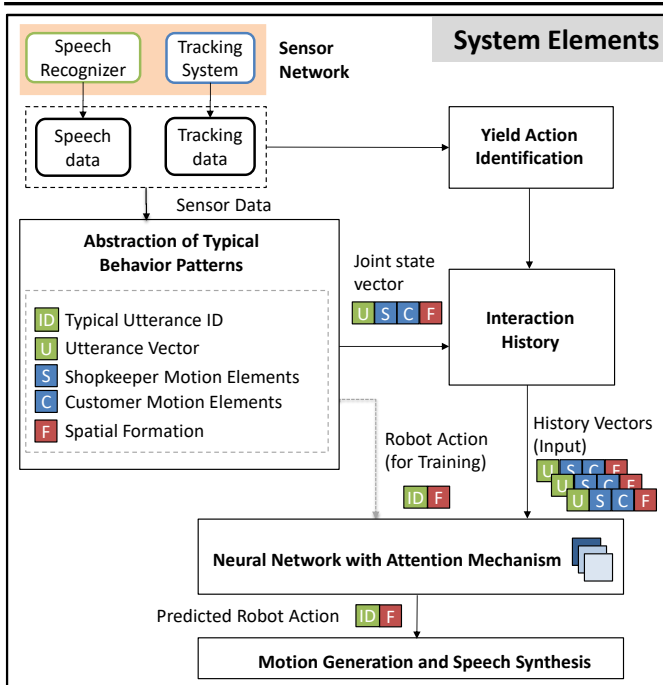 System Elements
Speech
Recognizer
Tracking
System
Sensor
Network
Speech
data
Tracking
data
Yield Action
Identification
Sensor Data
Abstraction of Typical
Behavior Patterns
ID Typical Utterance ID
U Utterance Vector
S Shopkeeper Motion Elements
C Customer Motion Elements
F Spatial Formation
Joint state
vector
U S C F
Interaction
History
Robot Action
(for Training)
ID F
History Vectors
(Input)
U S C F
U S C F
U S C F
Neural Network with Attention Mechanism
Predicted Robot Action ID F
Motion Generation and Speech Synthesis